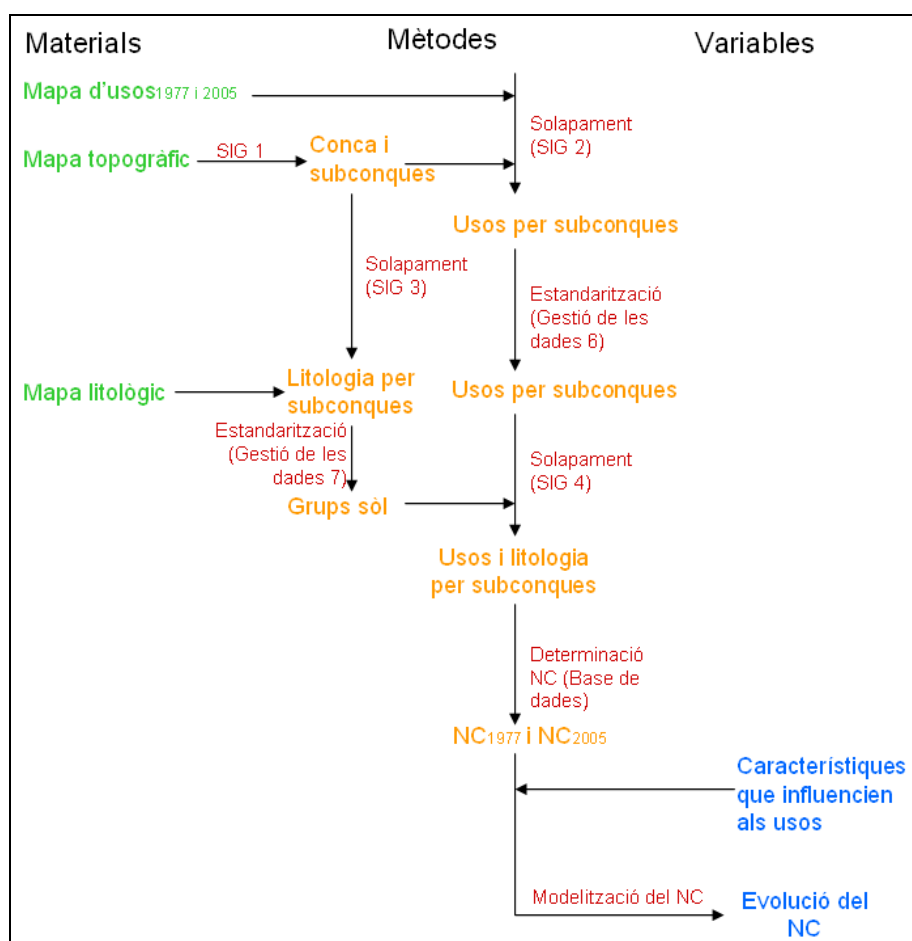 Materials
Mètodes
Variables
Mapa d'usos1977 i 2005
Solapament
(SIG 2)
Mapa topogràfic
SIG 1
Conca i
subconques
Usos per subconques
Solapament
(SIG 3)
Estandarització
(Gestió de les
dades 6)
Mapa litològic
Litologia per
subconques
Usos per subconques
Estandarització
(Gestió de les
dades 7)
Solapament
(SIG 4)
Grups sòl
Usos i litologia
per subconques
Determinació
NC (Base de
dades)
NC1977 i NC2005
Característiques
que influencien
als usos
Modelització del NC
Evolució del
NC